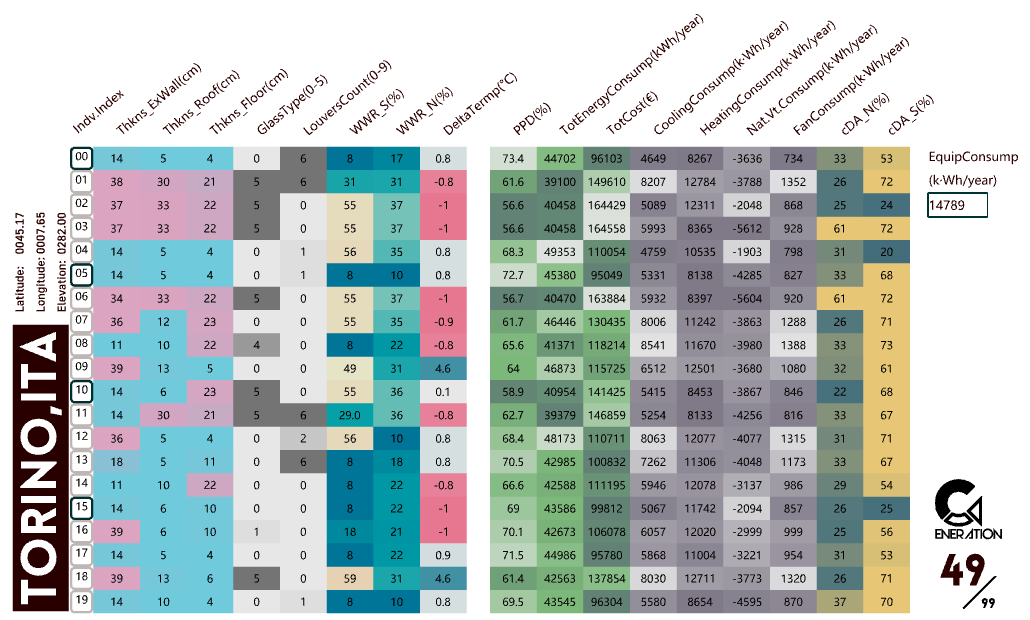 Indv.Index Thkns_ExWall(cm) Thkns_Roof(cm) Thkns_Floor(cm) GlassType(0-5) LouversCount(0-9) WWR_S(%) WWR_N(%) DeltaTermp(°C) PPD(%) TotEnergyConsump(kWh/year) TotCost(€) CoolingConsump(k·Wh/year) HeatingConsump(k·Wh/year) Nat.Vt.Consump(k·Wh/year) FanConsump(k·Wh/year) cDA_N(%) cDA_S(%)
00 14 5 4 0 6 8 17 0.8 73.4 44702 96103 4649 8267 -3636 734 33 53
01 38 30 21 5 6 31 31 -0.8 61.6 39100 149610 8207 12784 -3788 1352 26 72
02 37 33 22 5 0 55 37 -1 56.6 40458 164429 5089 12311 -2048 868 25 24
03 37 33 22 5 0 55 37 -1 56.6 40458 164558 5993 8365 -5612 928 61 72
04 14 5 4 0 1 56 35 0.8 68.3 49353 110054 4759 10535 -1903 798 31 20
05 14 5 4 0 1 8 10 0.8 72.7 45380 95049 5331 8138 -4285 827 33 68
06 34 33 22 5 0 55 37 -1 56.7 40470 163884 5932 8397 -5604 920 61 72
07 36 12 23 0 0 55 35 -0.9 61.7 46446 130435 8006 11242 -3863 1288 26 71
08 11 10 22 4 0 8 22 -0.8 65.6 41371 118214 8541 11670 -3980 1388 33 73
09 39 13 5 0 0 49 31 4.6 64 46873 115725 6512 12501 -3680 1080 32 61
10 14 6 23 5 0 55 36 0.1 58.9 40954 141425 5415 8453 -3867 846 22 68
11 14 30 21 5 6 29.0 36 -0.8 62.7 39379 146859 5254 8133 -4256 816 33 67
12 36 5 4 0 2 56 10 0.8 68.4 48173 110711 8063 12077 -4077 1315 31 71
13 18 5 11 0 6 8 18 0.8 70.5 42985 100832 7262 11306 -4048 1173 33 67
14 11 10 22 0 0 8 22 -0.8 66.6 42588 111195 5946 12078 -3137 986 29 54
15 14 6 10 0 0 8 22 -1 69 43586 99812 5067 11742 -2094 857 26 25
16 39 6 10 1 0 18 21 -1 70.1 42673 106078 6057 12020 -2999 999 25 56
17 14 5 4 0 0 8 22 0.9 71.5 44986 95780 5868 11004 -3221 954 31 53
18 39 13 6 5 0 59 31 4.6 61.4 42563 137854 8030 12711 -3773 1320 26 71
19 14 10 4 0 1 8 10 0.8 69.5 43545 96304 5580 8654 -4595 870 37 70
EquipConsump
(k·Wh/year)
14789
Latitude: 0045.17
Longitude: 0007.65
Elevation: 0282.00
TORINO,ITA
ENERATION
49/99